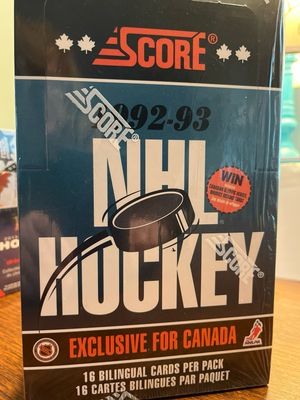 SCORE®
SCORE
1992-93
NHL
WIN
HOCKEY
SCORE
EXCLUSIVE FOR CANADA
NHLPA
16 BILINGUAL CARDS PER PACK
16 CARTES BILINGUES PAR PAQUET